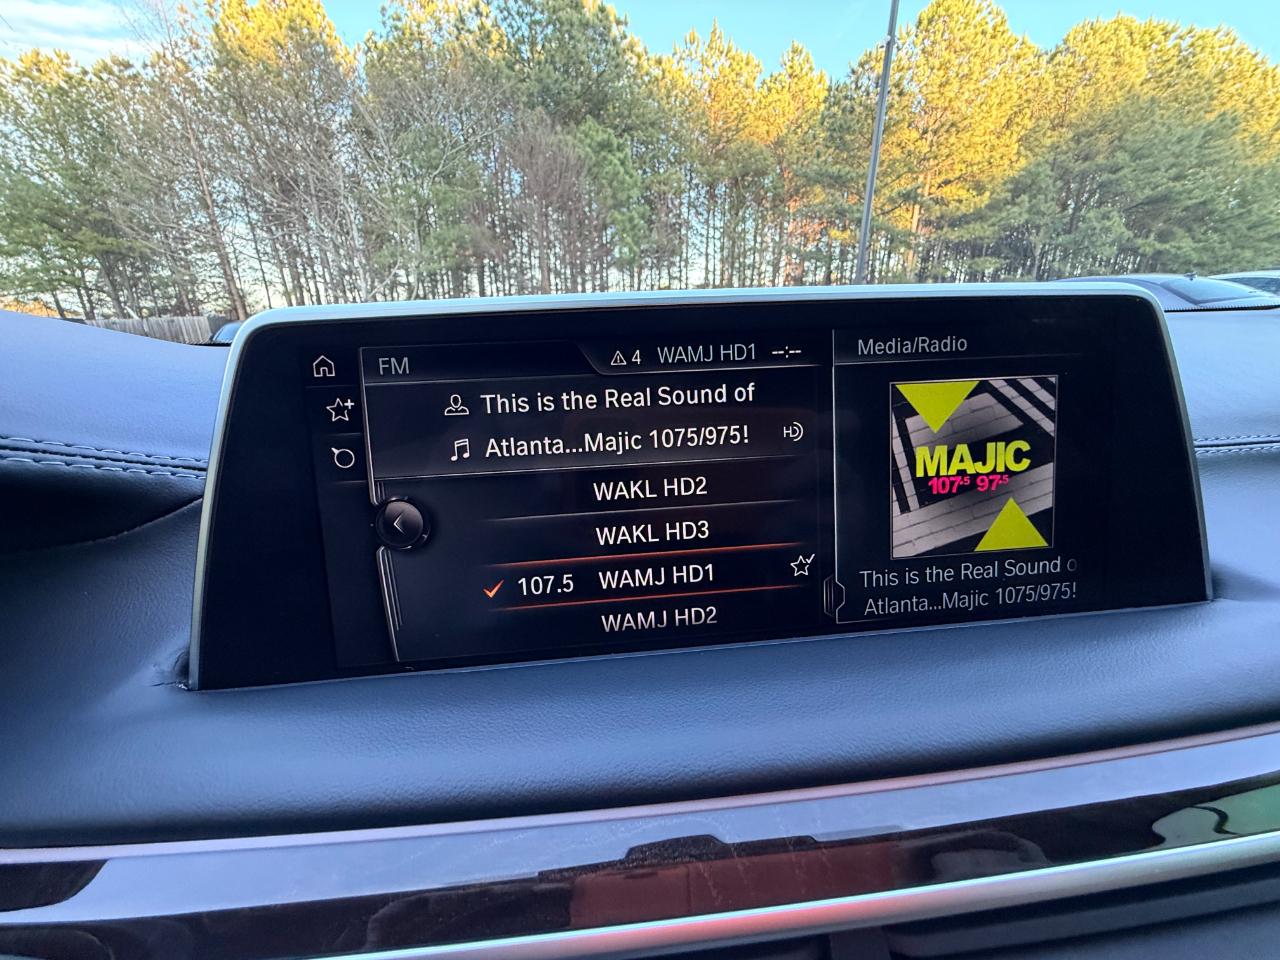 FM
4 WAMJ HD1 --:--
This is the Real Sound of
Atlanta...Majic 1075/975! HD
WAKL HD2
WAKL HD3
107.5 WAMJ HD1
WAMJ HD2
Media/Radio
MAJIC
107.5 97.5
This is the Real Sound o
Atlanta...Majic 1075/975!